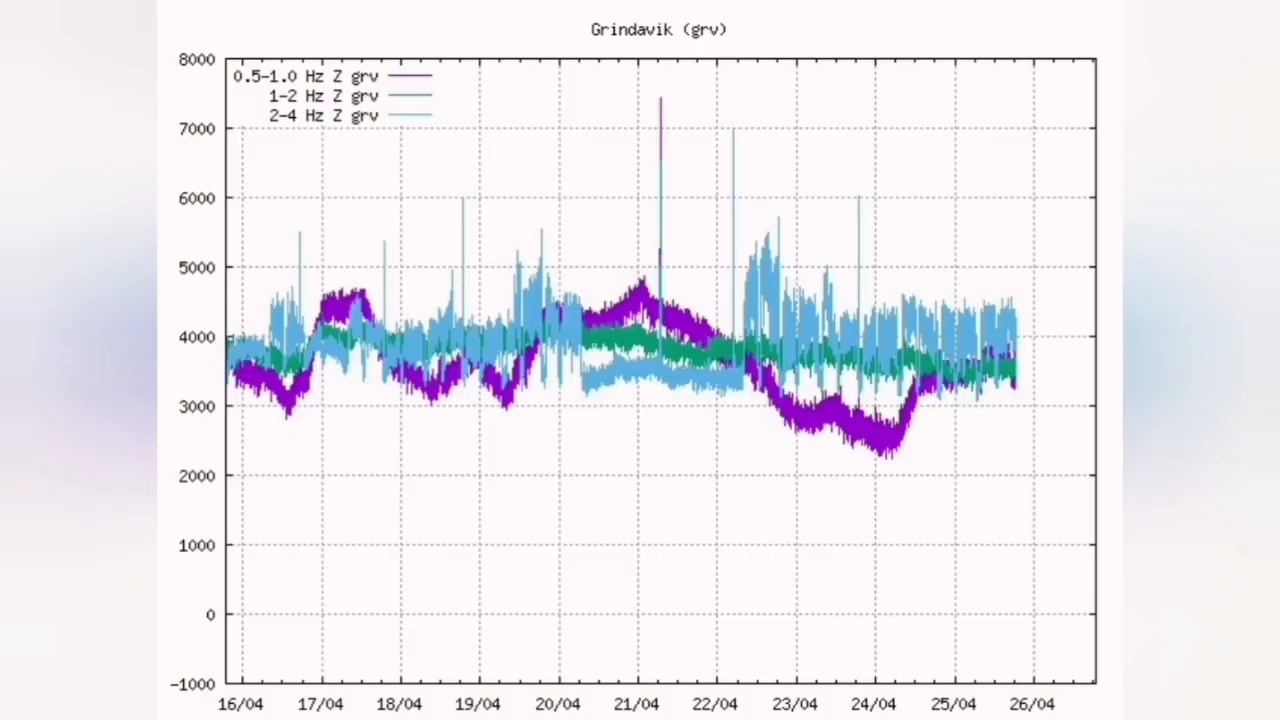 Grindavik (grv)
8000
0.5-1.0 Hz Z grv
1-2 Hz Z grv
2-4 Hz Z grv
7000
6000
5000
4000
3000
2000
1000
0
-1000
16/04 17/04 18/04 19/04 20/04 21/04 22/04 23/04 24/04 25/04 26/04